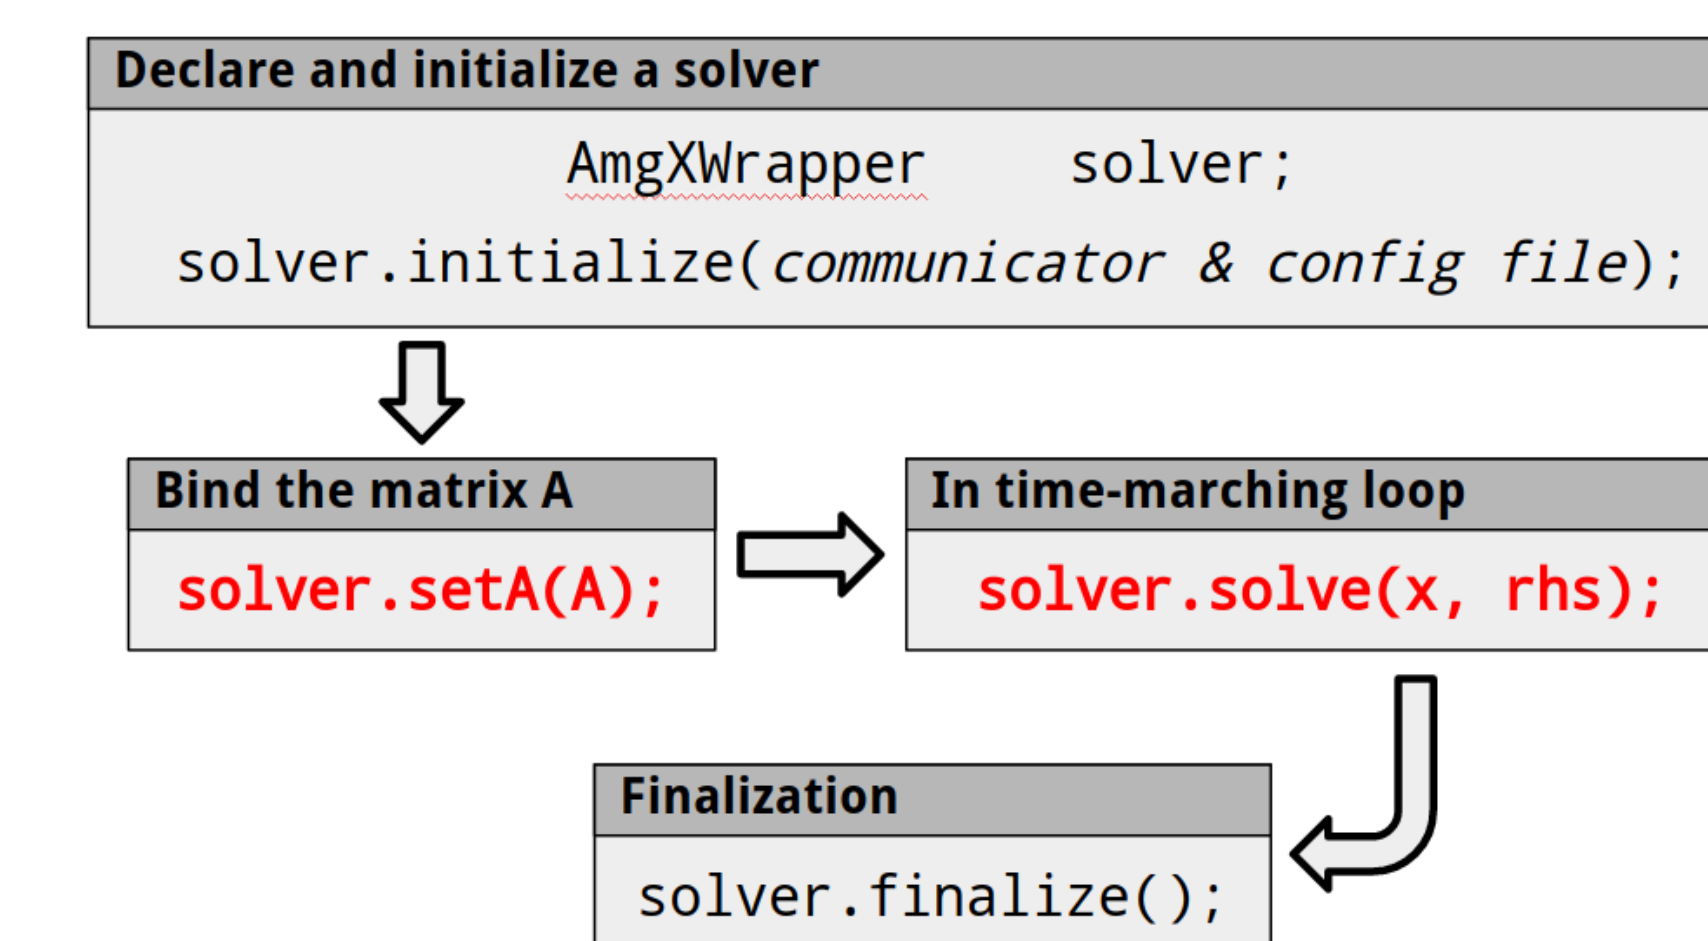 Declare and initialize a solver
AmgXWrapper solver;
solver.initialize(communicator & config file);
Bind the matrix A
solver.setA(A);
In time-marching loop
solver.solve(x, rhs);
Finalization
solver.finalize();